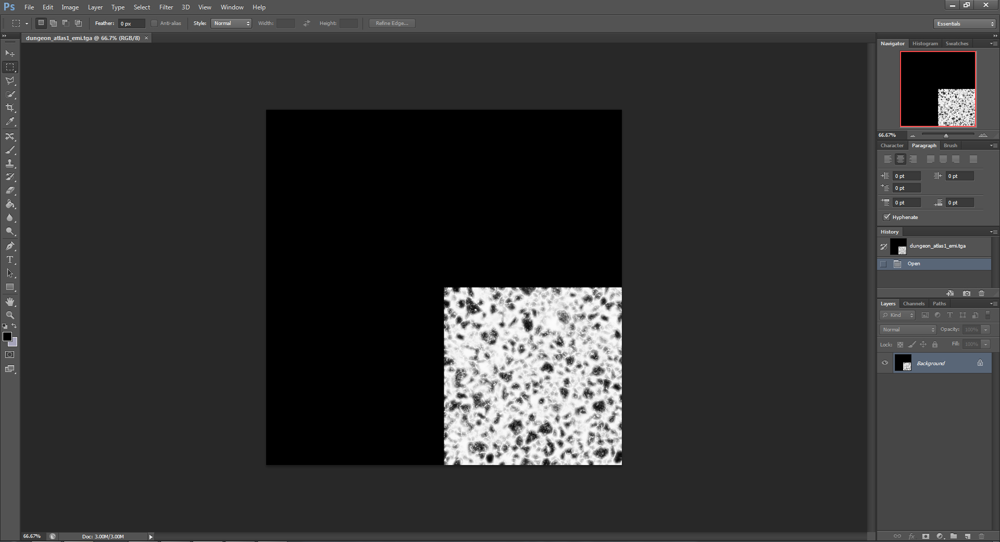 Ps File Edit Image Layer Type Select Filter 3D View Window Help
Feather: 0 px Anti-alias Style: Normal Width: Height: Refine Edge... Essentials
dungeon_atlas1_emi.tga @ 66.7% (RGB/8) ×
Navigator Histogram Swatches
66.67%
Character Paragraph Brush
0 pt 0 pt
0 pt
0 pt 0 pt
Hyphenate
History
dungeon_atlas1_emi.tga
Open
Layers Channels Paths
Kind
Normal Opacity: 100%
Lock: Fill: 100%
Background
66.67% Doc: 3.00M/3.00M